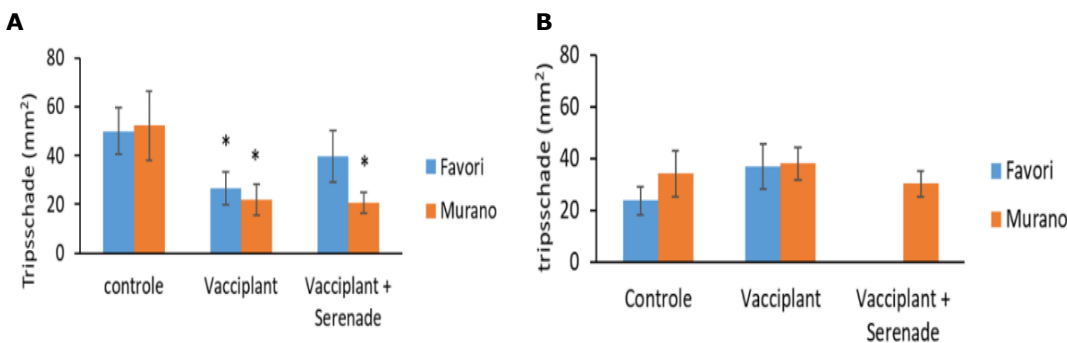 A
Tripsschade (mm²)
80
60
40
20
0
* * *
controle Vacciplant Vacciplant +
Serenade
Favori
Murano
B
tripsschade (mm²)
80
60
40
20
0
Controle Vacciplant Vacciplant +
Serenade
Favori
Murano